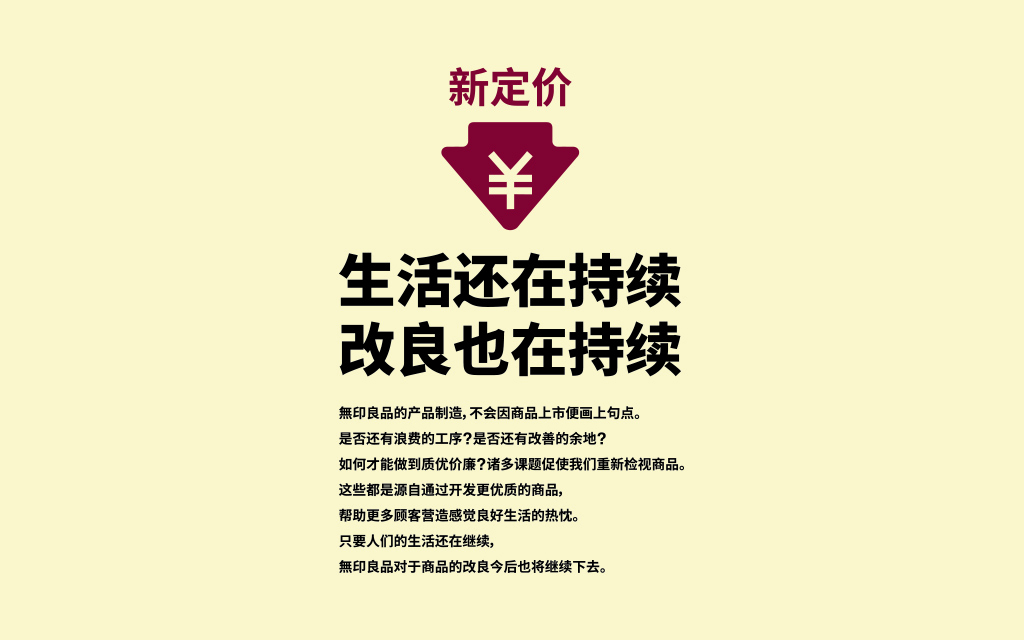 新定价
¥
生活还在持续
改良也在持续
無印良品的产品制造,不会因商品上市便画上句点。
是否还有浪费的工序?是否还有改善的余地?
如何才能做到质优价廉?诸多课题促使我们重新检视商品。
这些都是源自通过开发更优质的商品,
帮助更多顾客营造感觉良好生活的热忱。
只要人们的生活还在继续,
無印良品对于商品的改良今后也将继续下去。